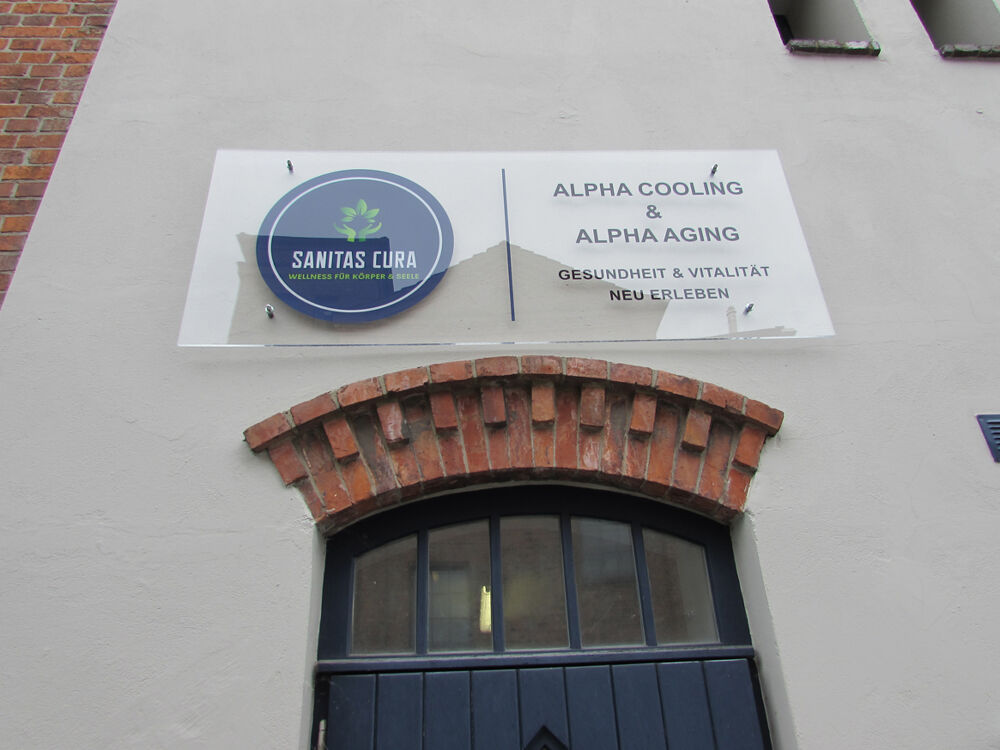 SANITAS CURA
WELLNESS FÜR KÖRPER & SEELE
ALPHA COOLING
&
ALPHA AGING
GESUNDHEIT & VITALITÄT
NEU ERLEBEN